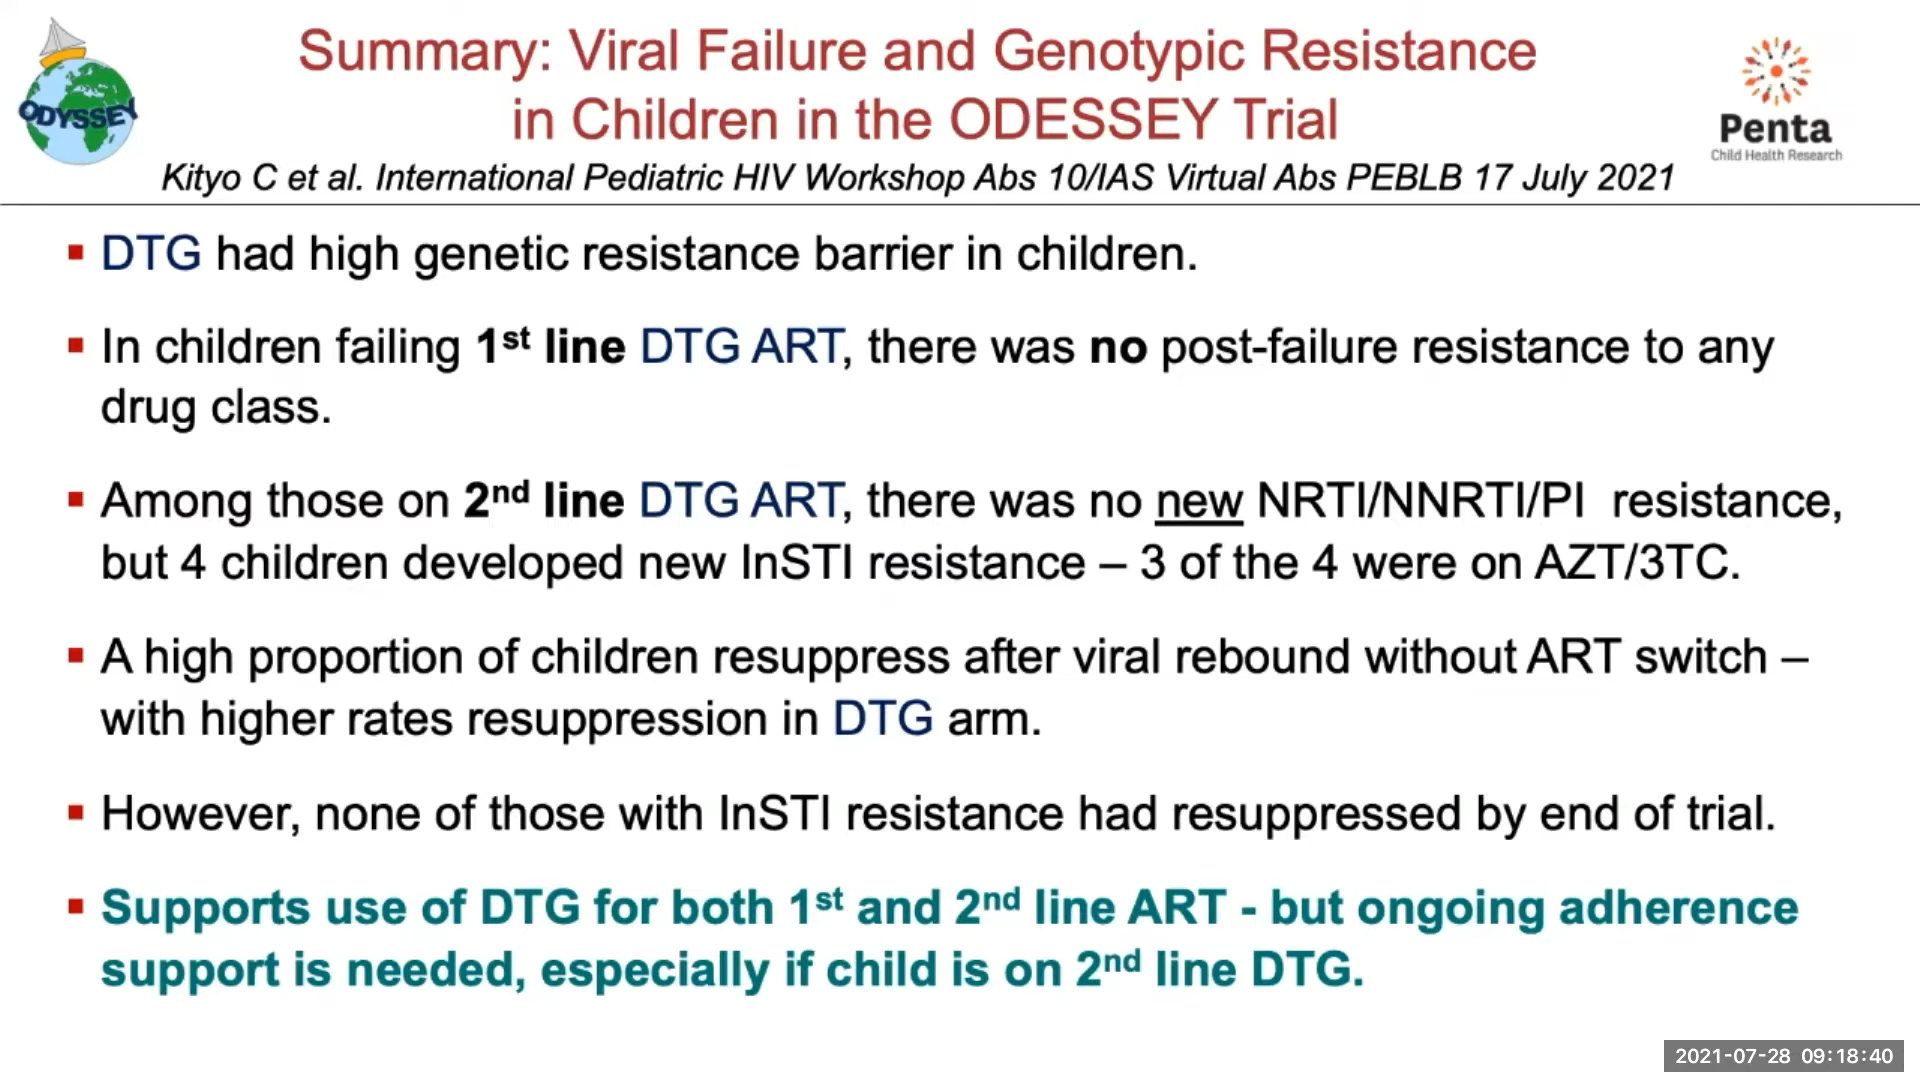 Summary: Viral Failure and Genotypic Resistance
in Children in the ODESSEY Trial
ODYSSEY
Penta
Child Health Research
Kityo C et al. International Pediatric HIV Workshop Abs 10/IAS Virtual Abs PEBLB 17 July 2021
▪ DTG had high genetic resistance barrier in children.
▪ In children failing 1st line DTG ART, there was no post-failure resistance to any
drug class.
▪ Among those on 2nd line DTG ART, there was no new NRTI/NNRTI/PI resistance,
but 4 children developed new InSTI resistance – 3 of the 4 were on AZT/3TC.
▪ A high proportion of children resuppress after viral rebound without ART switch –
with higher rates resuppression in DTG arm.
▪ However, none of those with InSTI resistance had resuppressed by end of trial.
▪ Supports use of DTG for both 1st and 2nd line ART - but ongoing adherence
support is needed, especially if child is on 2nd line DTG.
2021-07-28 09:18:40